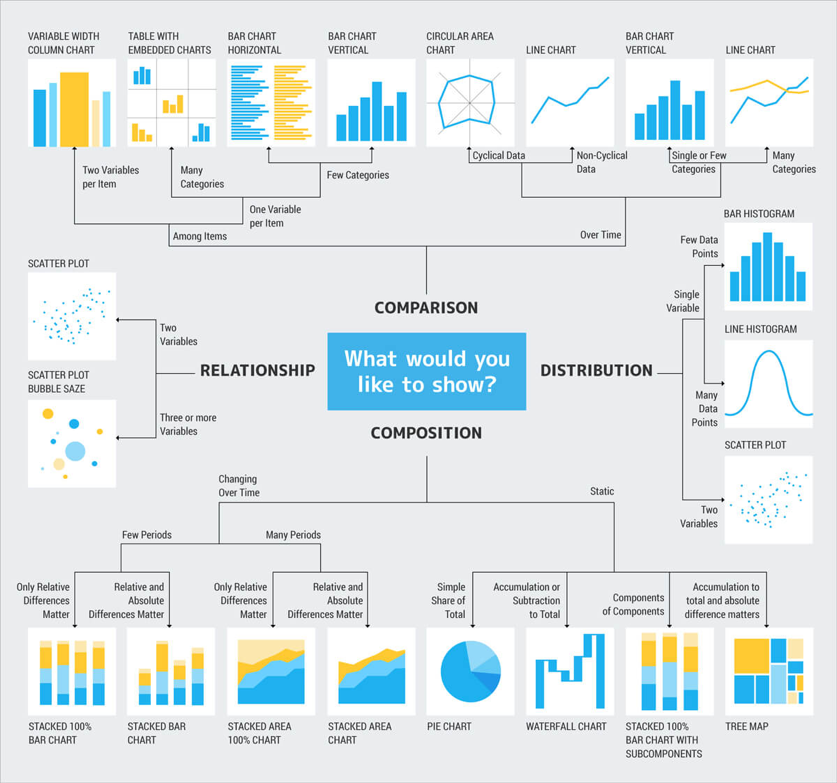 VARIABLE WIDTH
COLUMN CHART
TABLE WITH
EMBEDDED CHARTS
BAR CHART
HORIZONTAL
BAR CHART
VERTICAL
CIRCULAR AREA
CHART
LINE CHART
BAR CHART
VERTICAL
LINE CHART
Two Variables
per Item
Many
Categories
Few Categories
Cyclical Data
Non-Cyclical
Data
Single or Few
Categories
Many
Categories
One Variable
per Item
Among Items
Over Time
COMPARISON
SCATTER PLOT
Two
Variables
SCATTER PLOT
BUBBLE SAZE
Three or more
Variables
RELATIONSHIP
What would you
like to show?
DISTRIBUTION
BAR HISTOGRAM
Few Data
Points
Single
Variable
LINE HISTOGRAM
Many
Data
Points
SCATTER PLOT
Two
Variables
COMPOSITION
Changing
Over Time
Static
Few Periods
Many Periods
Only Relative
Differences
Matter
Relative and
Absolute
Differences Matter
Only Relative
Differences
Matter
Relative and
Absolute
Differences Matter
Simple
Share of
Total
Accumulation or
Subtraction
to Total
Components
of Components
Accumulation to
total and absolute
difference matters
STACKED 100%
BAR CHART
STACKED BAR
CHART
STACKED AREA
100% CHART
STACKED AREA
CHART
PIE CHART
WATERFALL CHART
STACKED 100%
BAR CHART WITH
SUBCOMPONENTS
TREE MAP